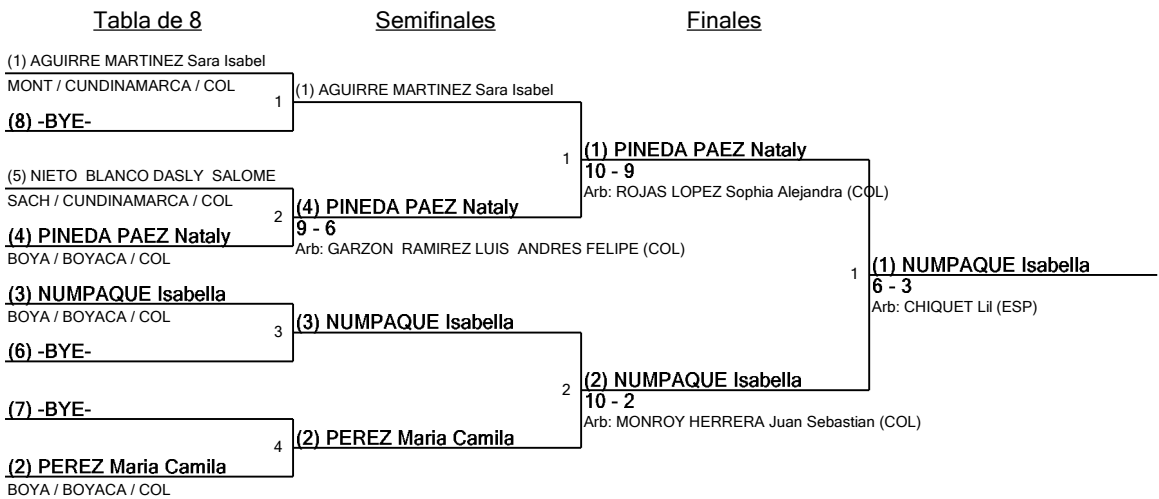 Tabla de 8
Semifinales
Finales
(1) AGUIRRE MARTINEZ Sara Isabel
MONT / CUNDINAMARCA / COL
1
(8) -BYE-
(1) AGUIRRE MARTINEZ Sara Isabel
(5) NIETO  BLANCO DASLY  SALOME
SACH / CUNDINAMARCA / COL
2
(4) PINEDA PAEZ Nataly
BOYA / BOYACA / COL
(4) PINEDA PAEZ Nataly
9 - 6
Arb: GARZON  RAMIREZ LUIS  ANDRES FELIPE (COL)
1
(1) PINEDA PAEZ Nataly
10 - 9
Arb: ROJAS LOPEZ Sophia Alejandra (COL)
(3) NUMPAQUE Isabella
BOYA / BOYACA / COL
3
(6) -BYE-
(3) NUMPAQUE Isabella
(7) -BYE-
4
(2) PEREZ Maria Camila
BOYA / BOYACA / COL
(2) PEREZ Maria Camila
2
(2) NUMPAQUE Isabella
10 - 2
Arb: MONROY HERRERA Juan Sebastian (COL)
1
(1) NUMPAQUE Isabella
6 - 3
Arb: CHIQUET Lil (ESP)